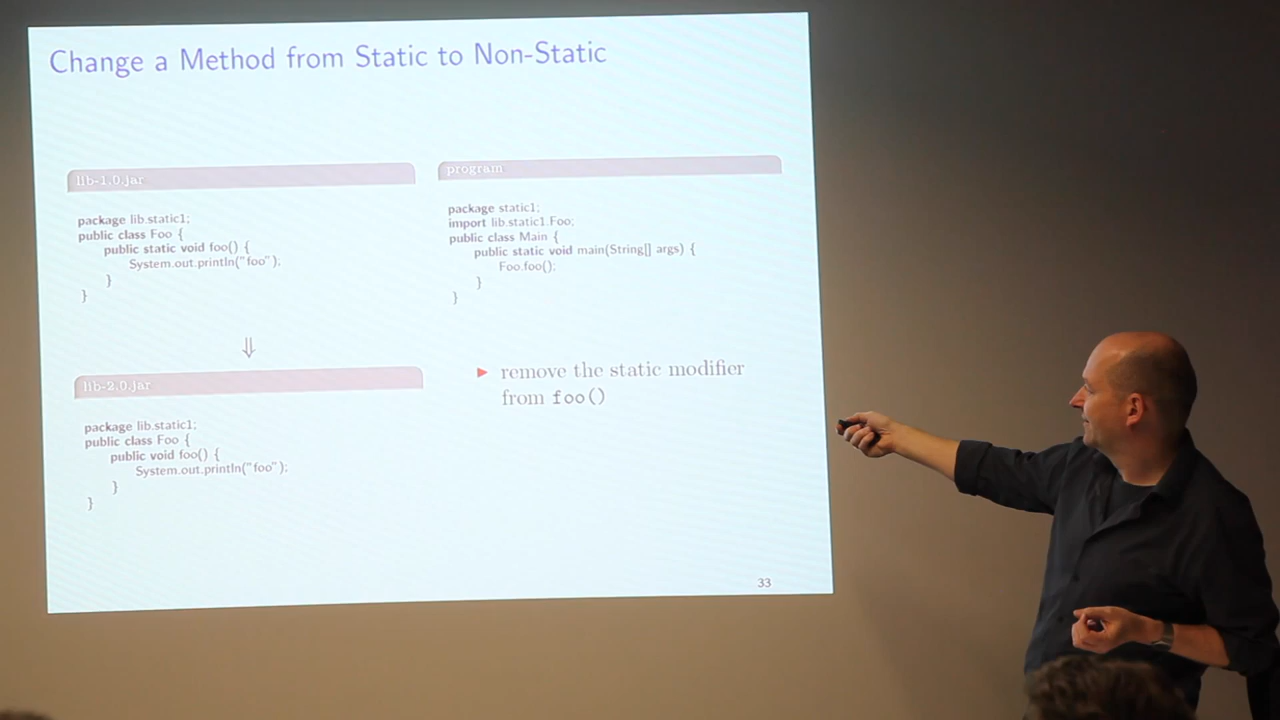 Change a Method from Static to Non-Static
lib-1.0.jar
package lib.static1;
public class Foo {
public static void foo() {
System.out.println("foo");
}
}
⇓
lib-2.0.jar
package lib.static1;
public class Foo {
public void foo() {
System.out.println("foo");
}
}
program
package static1;
import lib.static1.Foo;
public class Main {
public static void main(String[] args) {
Foo.foo();
}
}
▶ remove the static modifier
from foo()
33